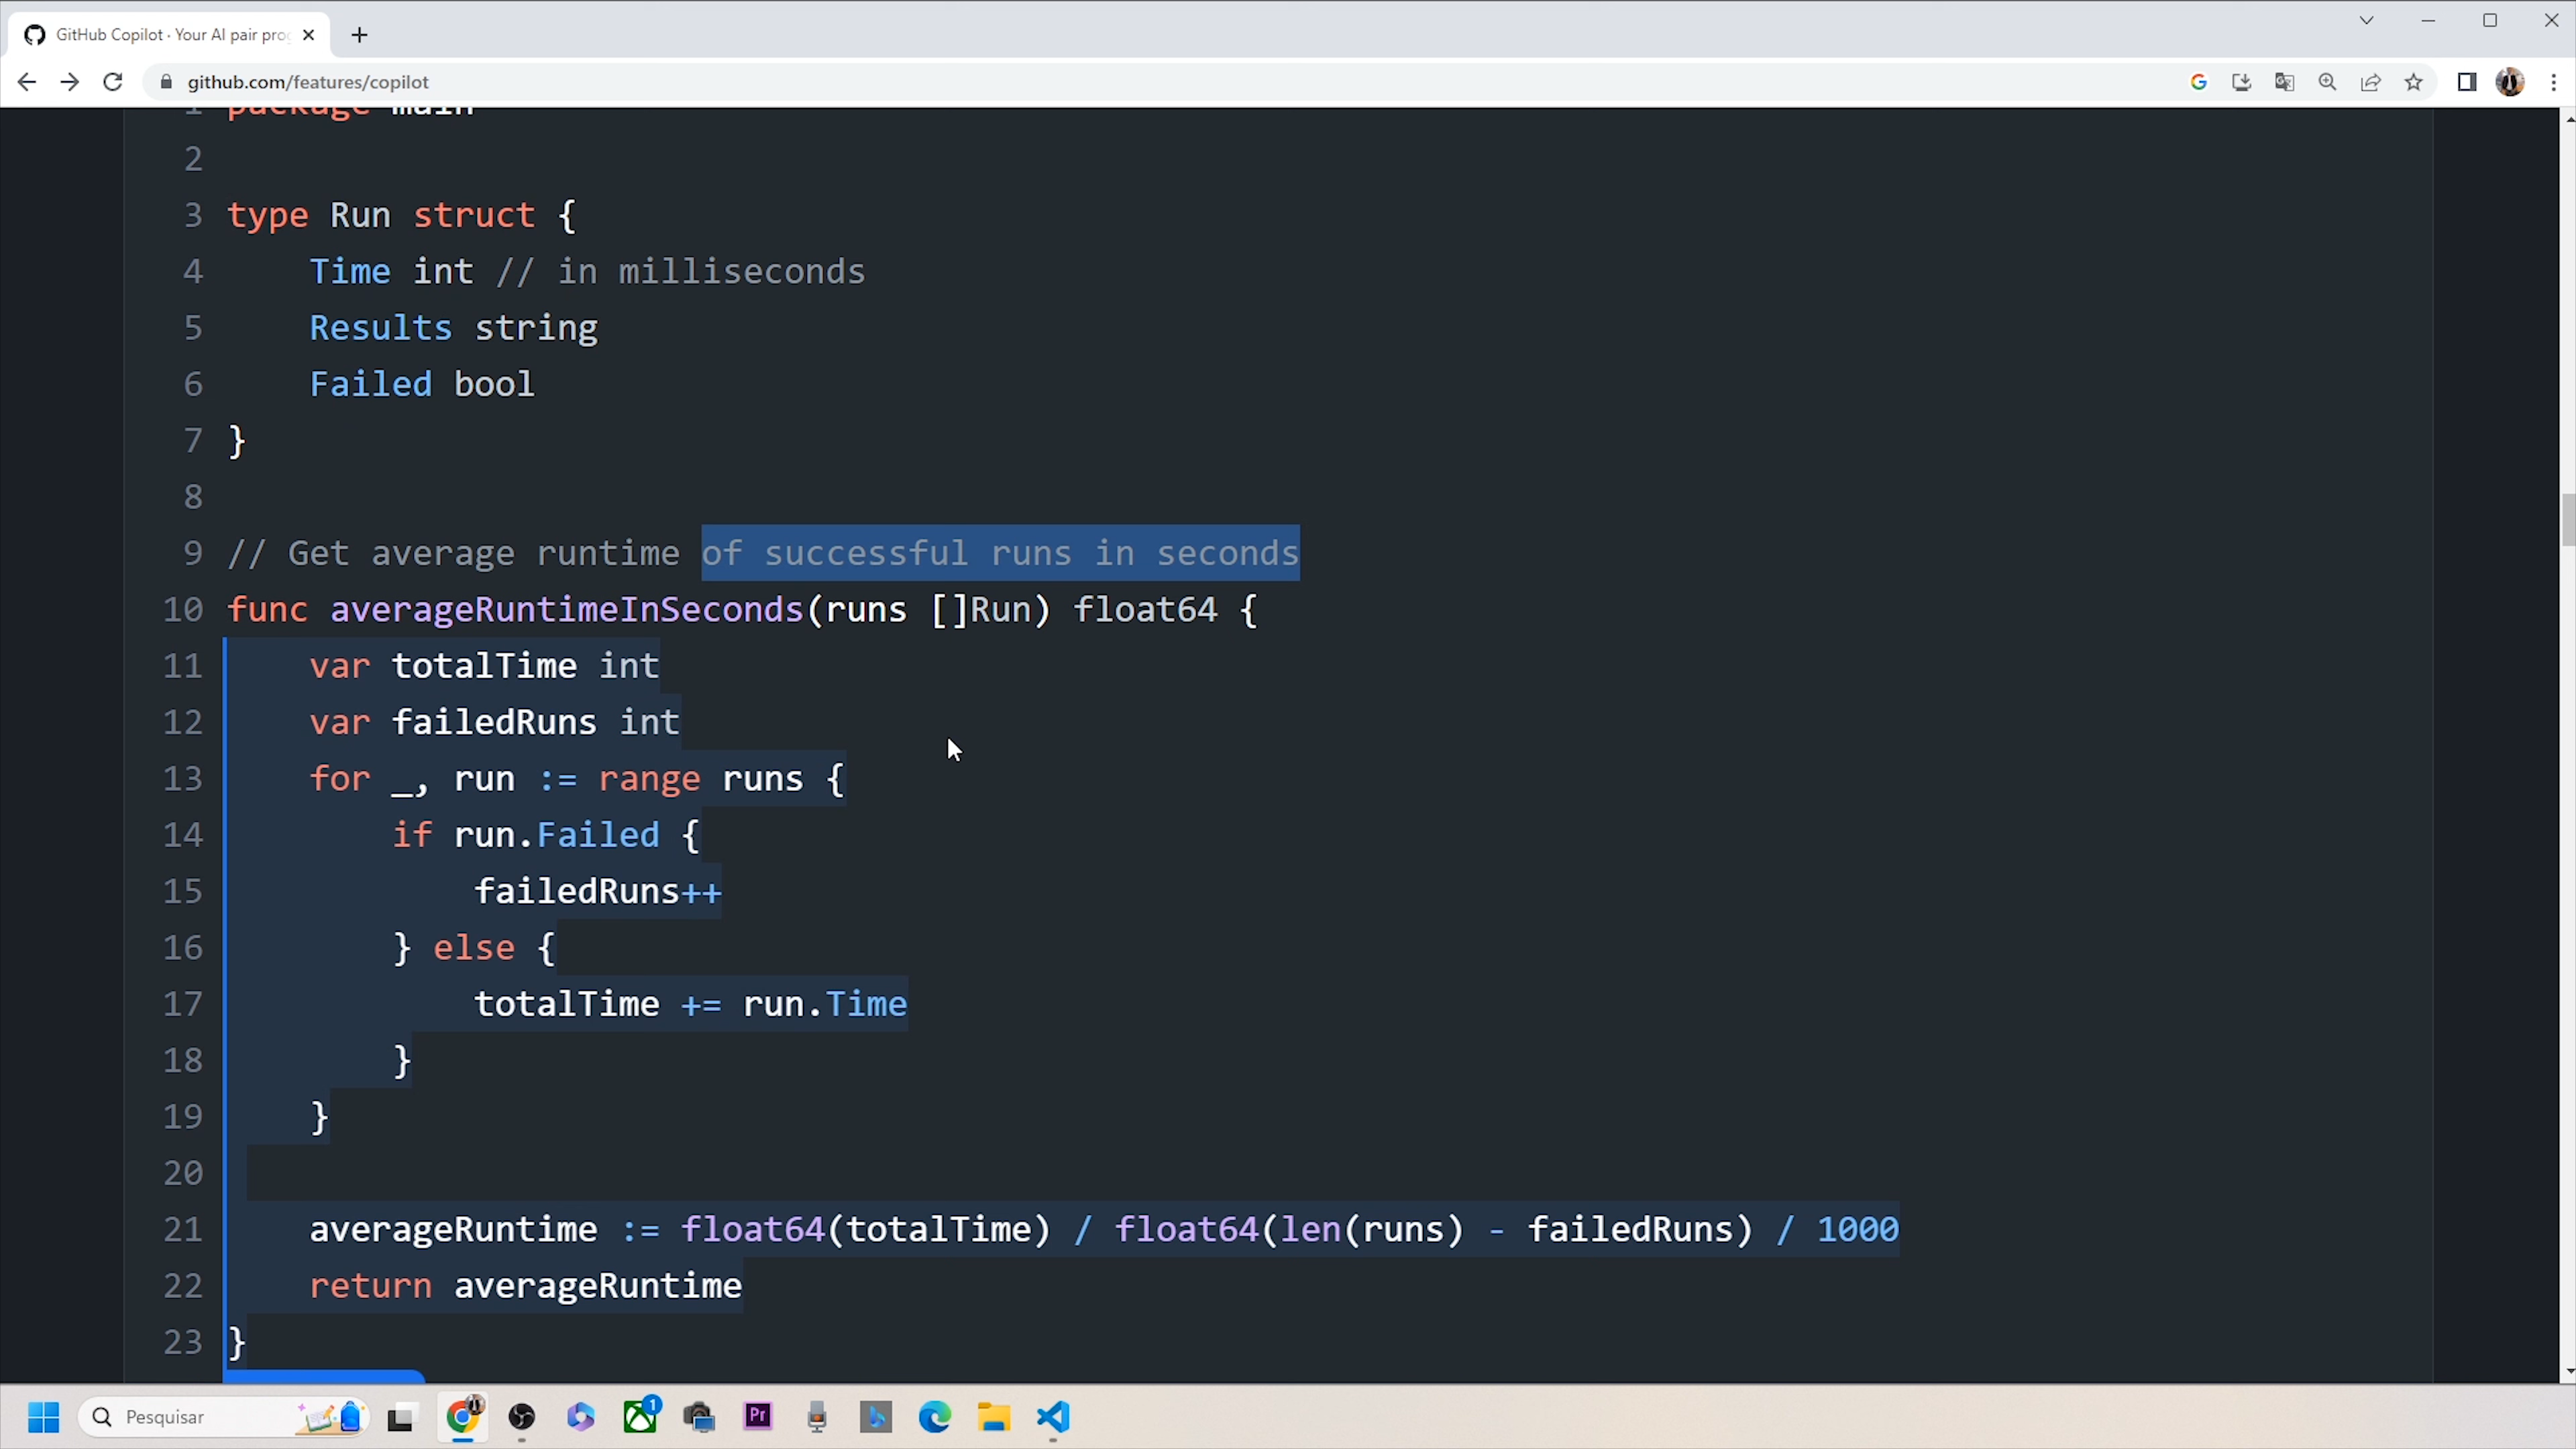 GitHub Copilot · Your AI pair prog
github.com/features/copilot
1 package main
2
3 type Run struct {
4 Time int // in milliseconds
5 Results string
6 Failed bool
7 }
8
9 // Get average runtime of successful runs in seconds
10 func averageRuntimeInSeconds(runs []Run) float64 {
11 var totalTime int
12 var failedRuns int
13 for _, run := range runs {
14 if run.Failed {
15 failedRuns++
16 } else {
17 totalTime += run.Time
18 }
19 }
20
21 averageRuntime := float64(totalTime) / float64(len(runs) - failedRuns) / 1000
22 return averageRuntime
23 }
Pesquisar
1
Pr